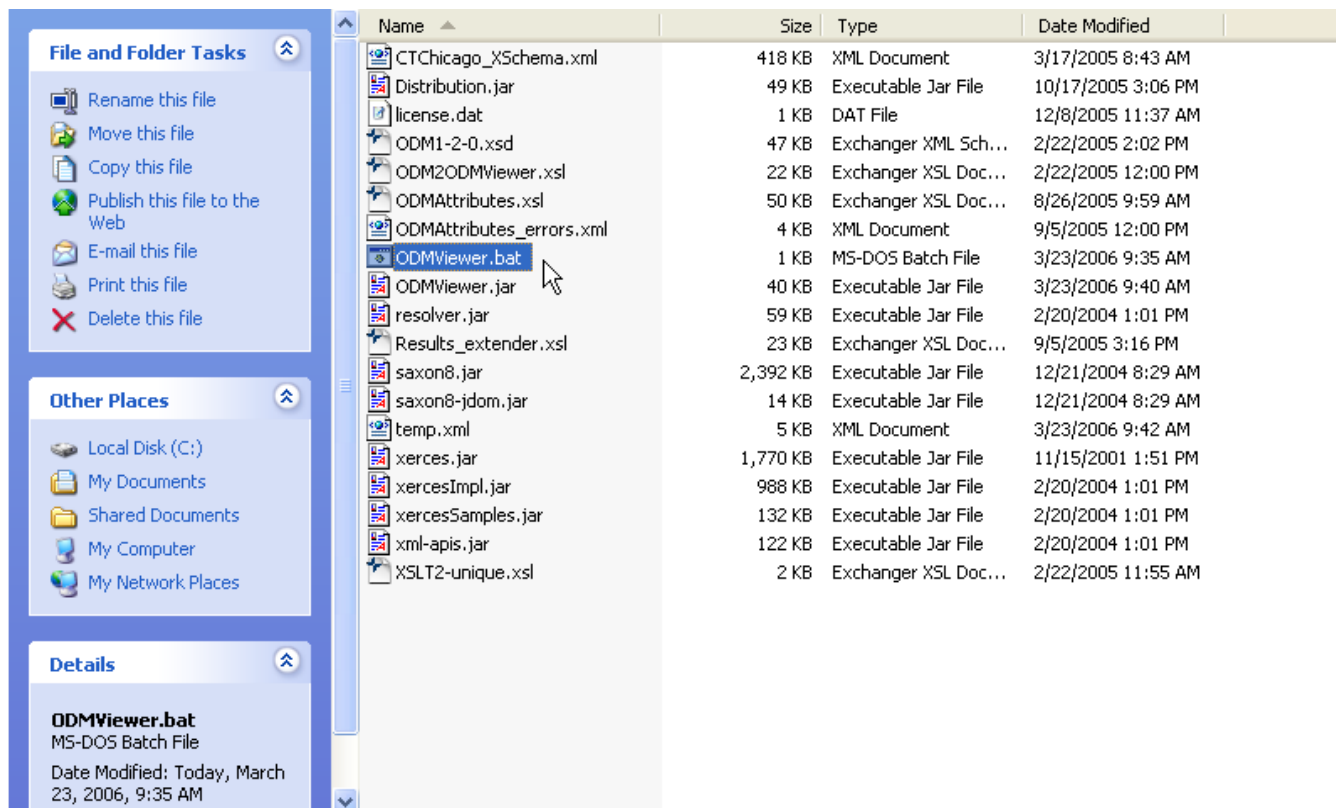 File and Folder Tasks
Rename this file
Move this file
Copy this file
Publish this file to the
Web
E-mail this file
Print this file
Delete this file
Other Places
Local Disk (C:)
My Documents
Shared Documents
My Computer
My Network Places
Details
ODMViewer.bat
MS-DOS Batch File
Date Modified: Today, March
23, 2006, 9:35 AM
Name Size Type Date Modified
CTChicago_XSchema.xml 418 KB XML Document 3/17/2005 8:43 AM
Distribution.jar 49 KB Executable Jar File 10/17/2005 3:06 PM
license.dat 1 KB DAT File 12/8/2005 11:37 AM
ODM1-2-0.xsd 47 KB Exchanger XML Sch... 2/22/2005 2:02 PM
ODM2ODMViewer.xsl 22 KB Exchanger XSL Doc... 2/22/2005 12:00 PM
ODMAttributes.xsl 50 KB Exchanger XSL Doc... 8/26/2005 9:59 AM
ODMAttributes_errors.xml 4 KB XML Document 9/5/2005 12:00 PM
ODMViewer.bat 1 KB MS-DOS Batch File 3/23/2006 9:35 AM
ODMViewer.jar 40 KB Executable Jar File 3/23/2006 9:40 AM
resolver.jar 59 KB Executable Jar File 2/20/2004 1:01 PM
Results_extender.xsl 23 KB Exchanger XSL Doc... 9/5/2005 3:16 PM
saxon8.jar 2,392 KB Executable Jar File 12/21/2004 8:29 AM
saxon8-jdom.jar 14 KB Executable Jar File 12/21/2004 8:29 AM
temp.xml 5 KB XML Document 3/23/2006 9:42 AM
xerces.jar 1,770 KB Executable Jar File 11/15/2001 1:51 PM
xercesImpl.jar 988 KB Executable Jar File 2/20/2004 1:01 PM
xercesSamples.jar 132 KB Executable Jar File 2/20/2004 1:01 PM
xml-apis.jar 122 KB Executable Jar File 2/20/2004 1:01 PM
XSLT2-unique.xsl 2 KB Exchanger XSL Doc... 2/22/2005 11:55 AM